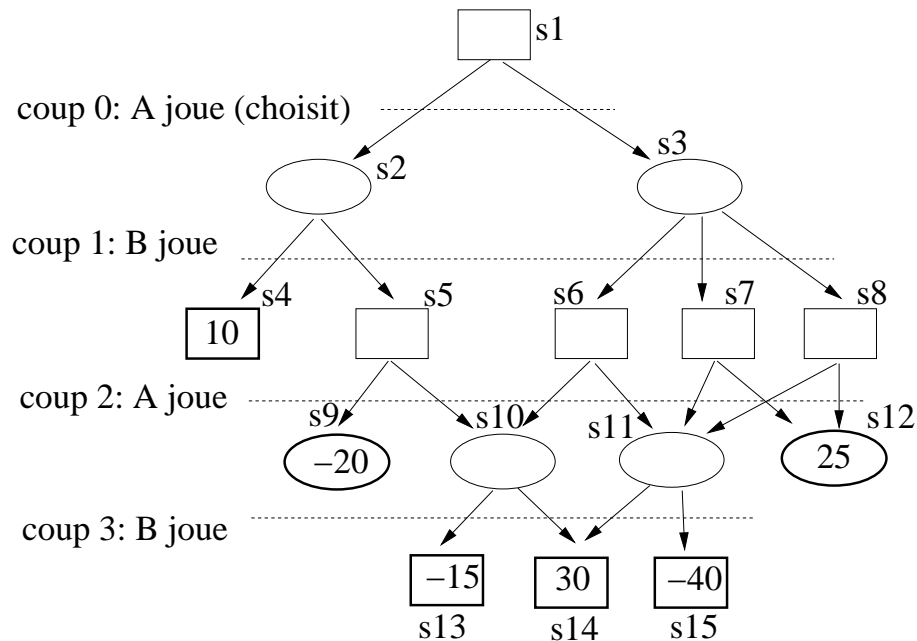 s1
coup 0: A joue (choisit)
s2
s3
coup 1: B joue
s4
s5
s6
s7
s8
10
coup 2: A joue
s9
s10
s11
s12
−20
25
coup 3: B joue
−15
30
−40
s13
s14
s15